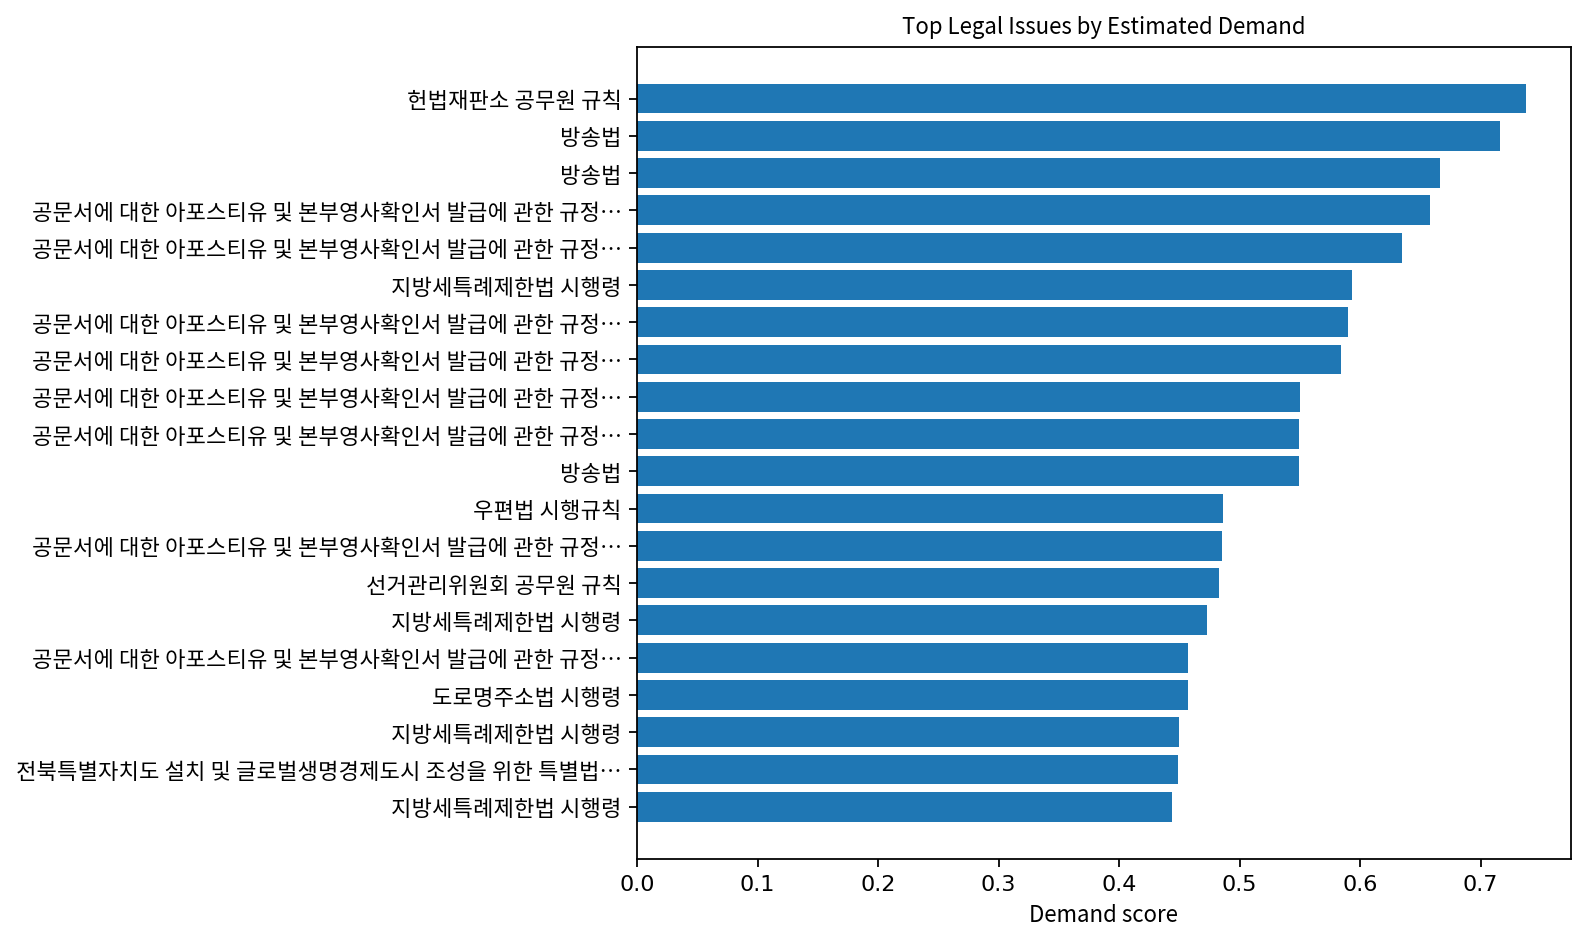 Top Legal Issues by Estimated Demand
헌법재판소 공무원 규칙
방송법
방송법
공문서에 대한 아포스티유 및 본부영사확인서 발급에 관한 규정…
공문서에 대한 아포스티유 및 본부영사확인서 발급에 관한 규정…
지방세특례제한법 시행령
공문서에 대한 아포스티유 및 본부영사확인서 발급에 관한 규정…
공문서에 대한 아포스티유 및 본부영사확인서 발급에 관한 규정…
공문서에 대한 아포스티유 및 본부영사확인서 발급에 관한 규정…
공문서에 대한 아포스티유 및 본부영사확인서 발급에 관한 규정…
방송법
우편법 시행규칙
공문서에 대한 아포스티유 및 본부영사확인서 발급에 관한 규정…
선거관리위원회 공무원 규칙
지방세특례제한법 시행령
공문서에 대한 아포스티유 및 본부영사확인서 발급에 관한 규정…
도로명주소법 시행령
지방세특례제한법 시행령
전북특별자치도 설치 및 글로벌생명경제도시 조성을 위한 특별법…
지방세특례제한법 시행령
0.0 0.1 0.2 0.3 0.4 0.5 0.6 0.7
Demand score